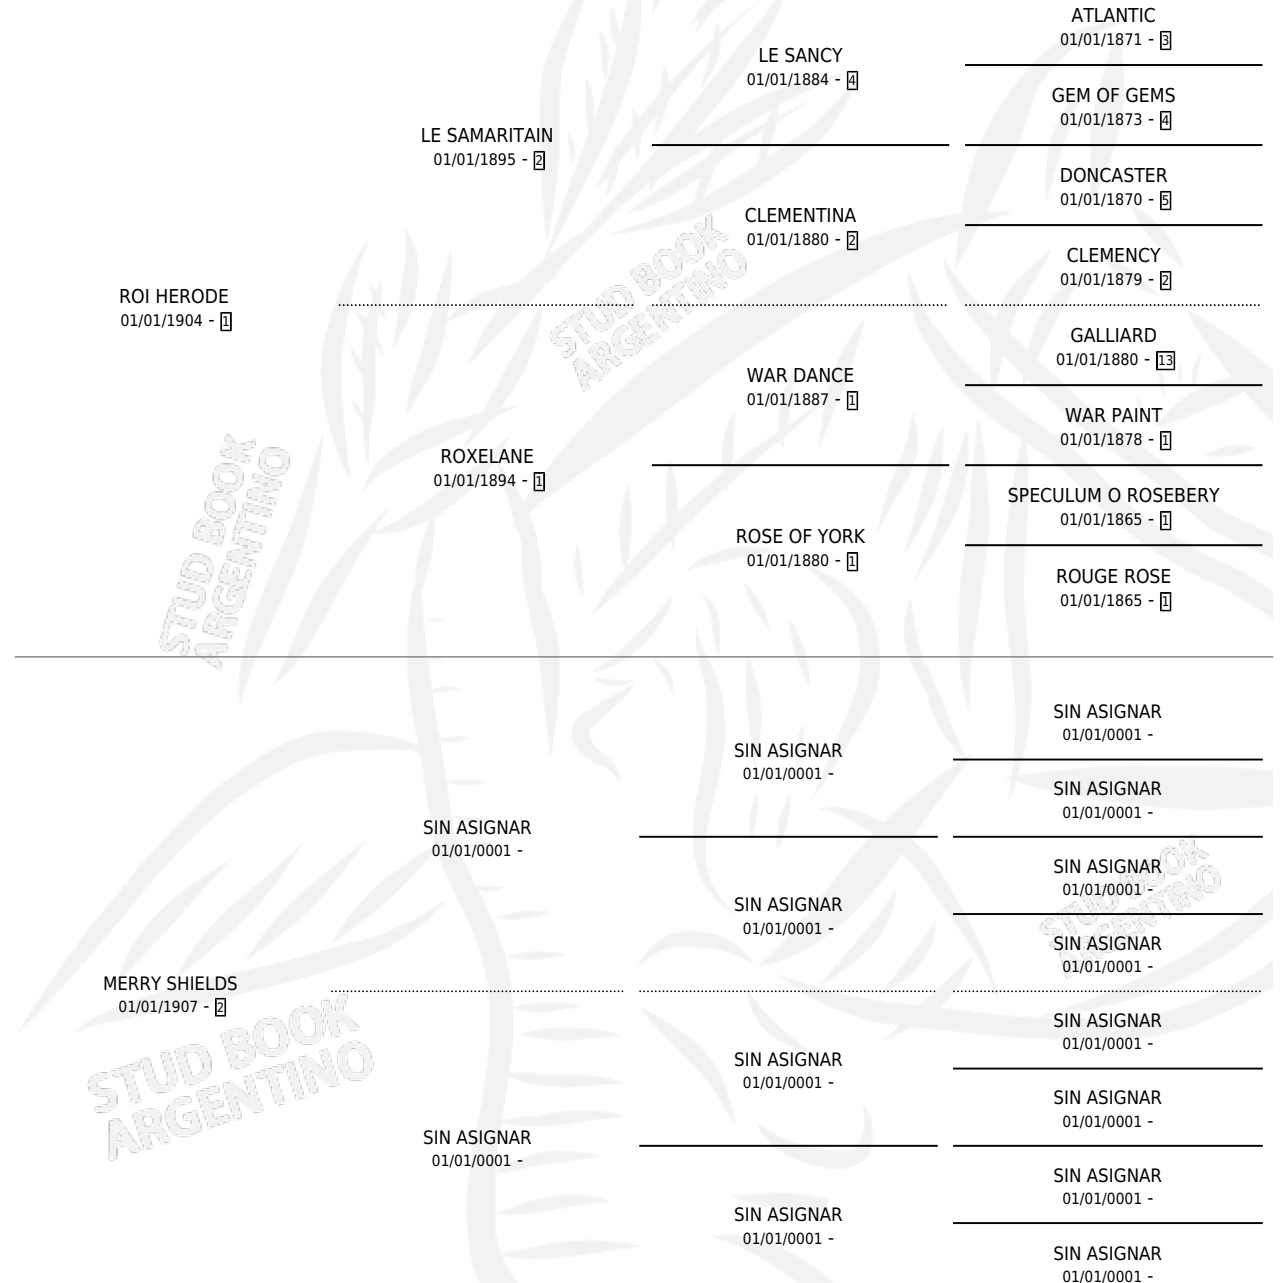 ATLANTIC
01/01/1871 - 3
LE SANCY
01/01/1884 - 4
GEM OF GEMS
01/01/1873 - 4
LE SAMARITAIN
01/01/1895 - 2
DONCASTER
01/01/1870 - 5
CLEMENTINA
01/01/1880 - 2
CLEMENCY
01/01/1879 - 2
ROI HERODE
01/01/1904 - 1
GALLIARD
01/01/1880 - 13
WAR DANCE
01/01/1887 - 1
WAR PAINT
01/01/1878 - 1
ROXELANE
01/01/1894 - 1
SPECULUM O ROSEBERY
01/01/1865 - 1
ROSE OF YORK
01/01/1880 - 1
ROUGE ROSE
01/01/1865 - 1
STUD BOOK
ARGENTINO
STUD BOOK
ARGENTINO
SIN ASIGNAR
01/01/0001 -
SIN ASIGNAR
01/01/0001 -
SIN ASIGNAR
01/01/0001 -
SIN ASIGNAR
01/01/0001 -
SIN ASIGNAR
01/01/0001 -
SIN ASIGNAR
01/01/0001 -
SIN ASIGNAR
01/01/0001 -
MERRY SHIELDS
01/01/1907 - 2
SIN ASIGNAR
01/01/0001 -
SIN ASIGNAR
01/01/0001 -
SIN ASIGNAR
01/01/0001 -
SIN ASIGNAR
01/01/0001 -
SIN ASIGNAR
01/01/0001 -
SIN ASIGNAR
01/01/0001 -
SIN ASIGNAR
01/01/0001 -
STUD BOOK
ARGENTINO
STUD BOOK
ARGENTINO